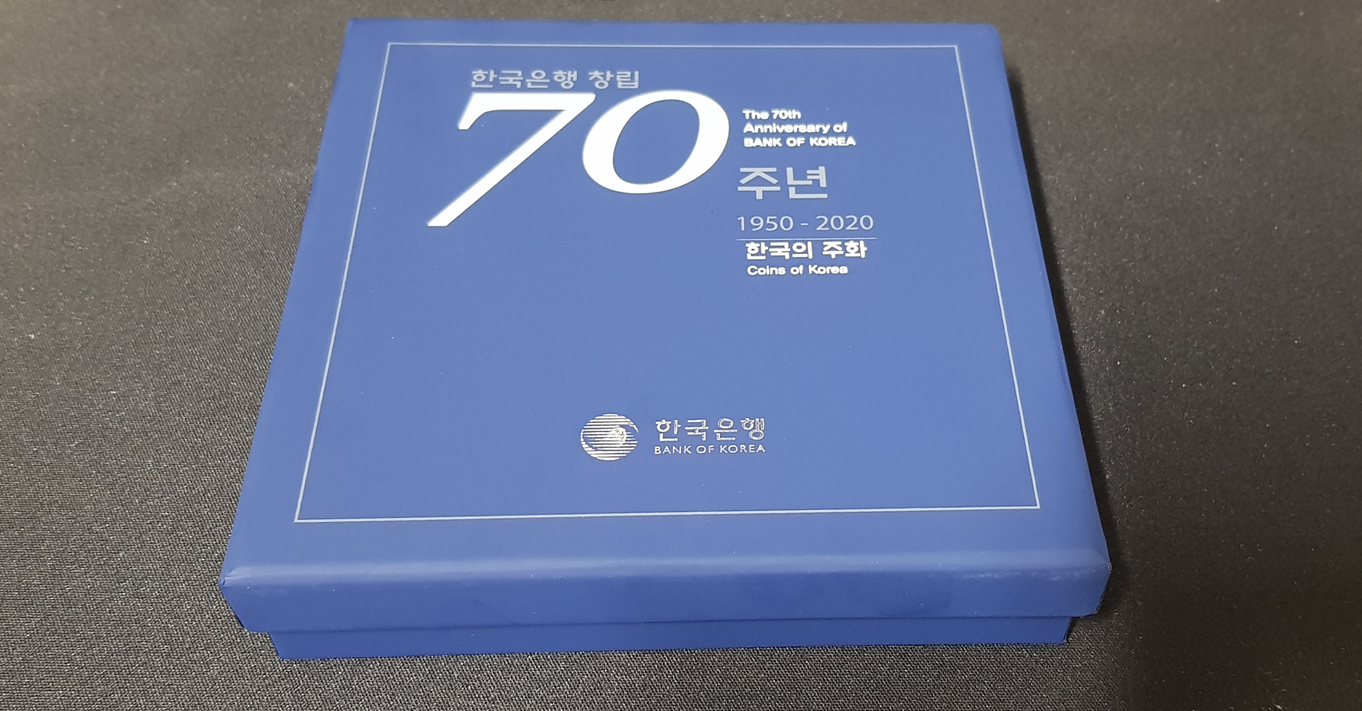 한국은행 창립
70
The 70th
Anniversary of
BANK OF KOREA
주년
1950 - 2020
한국의 주화
Coins of Korea
한국은행
BANK OF KOREA